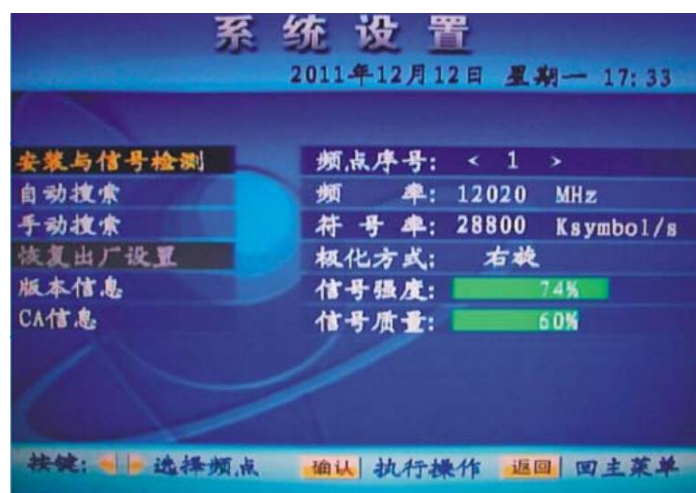 系统设置
2011年12月12日 星期一 17:33
安装与信号检测
自动搜索
手动搜索
恢复出厂设置
版本信息
CA信息
频点序号: < 1 >
频 率: 12020 MHz
符 号 率: 28800 Ksymbol/s
极化方式: 右旋
信号强度: 74%
信号质量: 60%
按键: 选择频点 确认 执行操作 返回 回主菜单